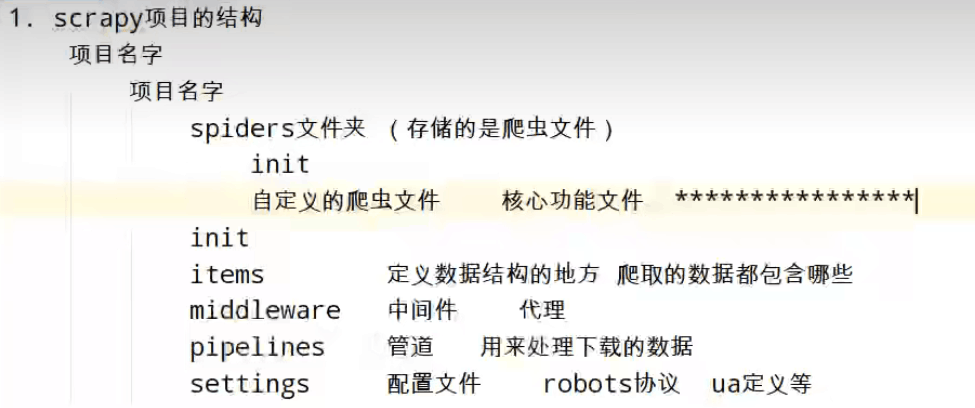 1. scrapy项目的结构
项目名字
项目名字
spiders文件夹 （存储的是爬虫文件）
init
自定义的爬虫文件 核心功能文件 ****************
init
items 定义数据结构的地方 爬取的数据都包含哪些
middleware 中间件 代理
pipelines 管道 用来处理下载的数据
settings 配置文件 robots协议 ua定义等